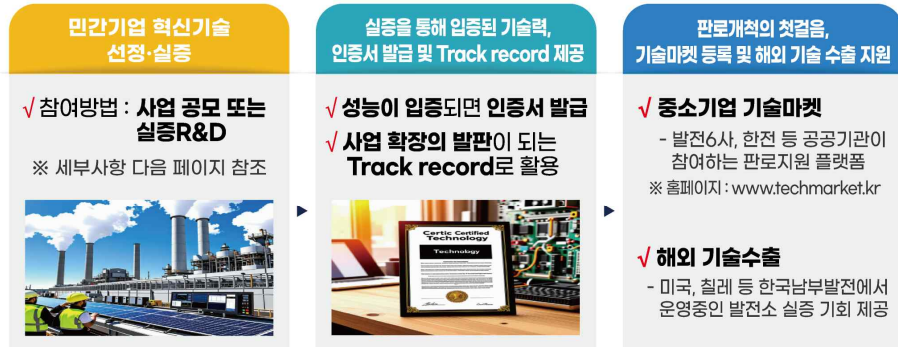 민간기업 혁신기술
선정·실증
√ 참여방법 : 사업 공모 또는
실증R&D
※ 세부사항 다음 페이지 참조
실증을 통해 입증된 기술력,
인증서 발급 및 Track record 제공
√ 성능이 입증되면 인증서 발급
√ 사업 확장의 발판이 되는
Track record로 활용
Certic Certified
Technology
Technology
판로개척의 첫걸음,
기술마켓 등록 및 해외 기술 수출 지원
√ 중소기업 기술마켓
- 발전6사, 한전 등 공공기관이
참여하는 판로지원 플랫폼
※ 홈페이지 : www.techmarket.kr
√ 해외 기술수출
- 미국, 칠레 등 한국남부발전에서
운영중인 발전소 실증 기회 제공